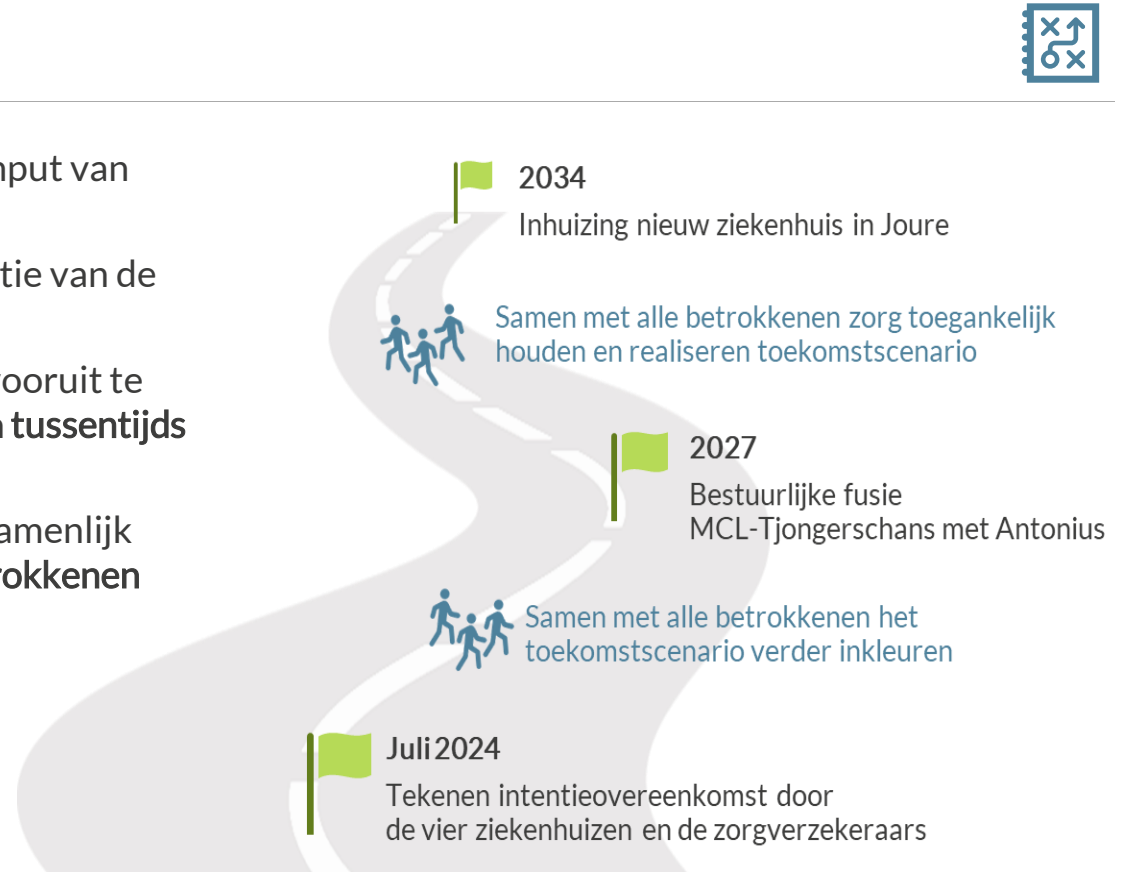 nput van
tie van de
ooruit te
n tussentijds
amenlijk
rokkenen
2034
Inhuizing nieuw ziekenhuis in Joure
Samen met alle betrokkenen zorg toegankelijk
houden en realiseren toekomstscenario
2027
Bestuurlijke fusie
MCL-Tjongerschans met Antonius
Samen met alle betrokkenen het
toekomstscenario verder inkleuren
Juli 2024
Tekenen intentieovereenkomst door
de vier ziekenhuizen en de zorgverzekeraars